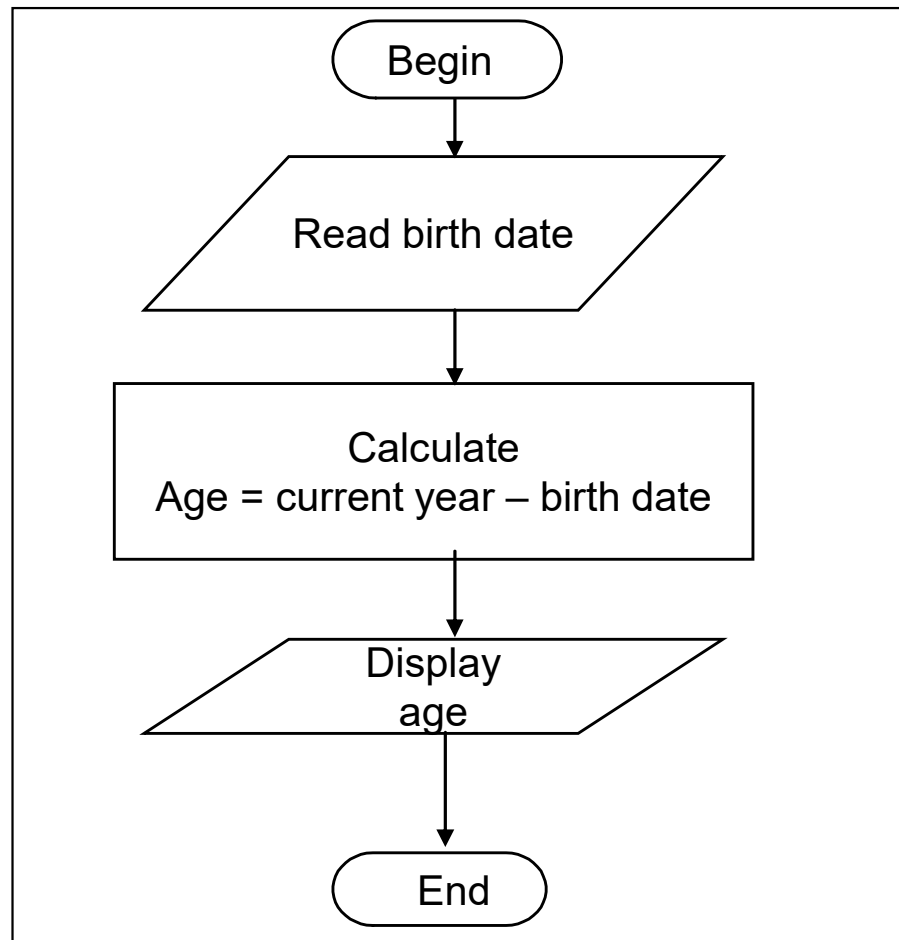 Begin
Read birth date
Calculate
Age = current year – birth date
Display
age
End